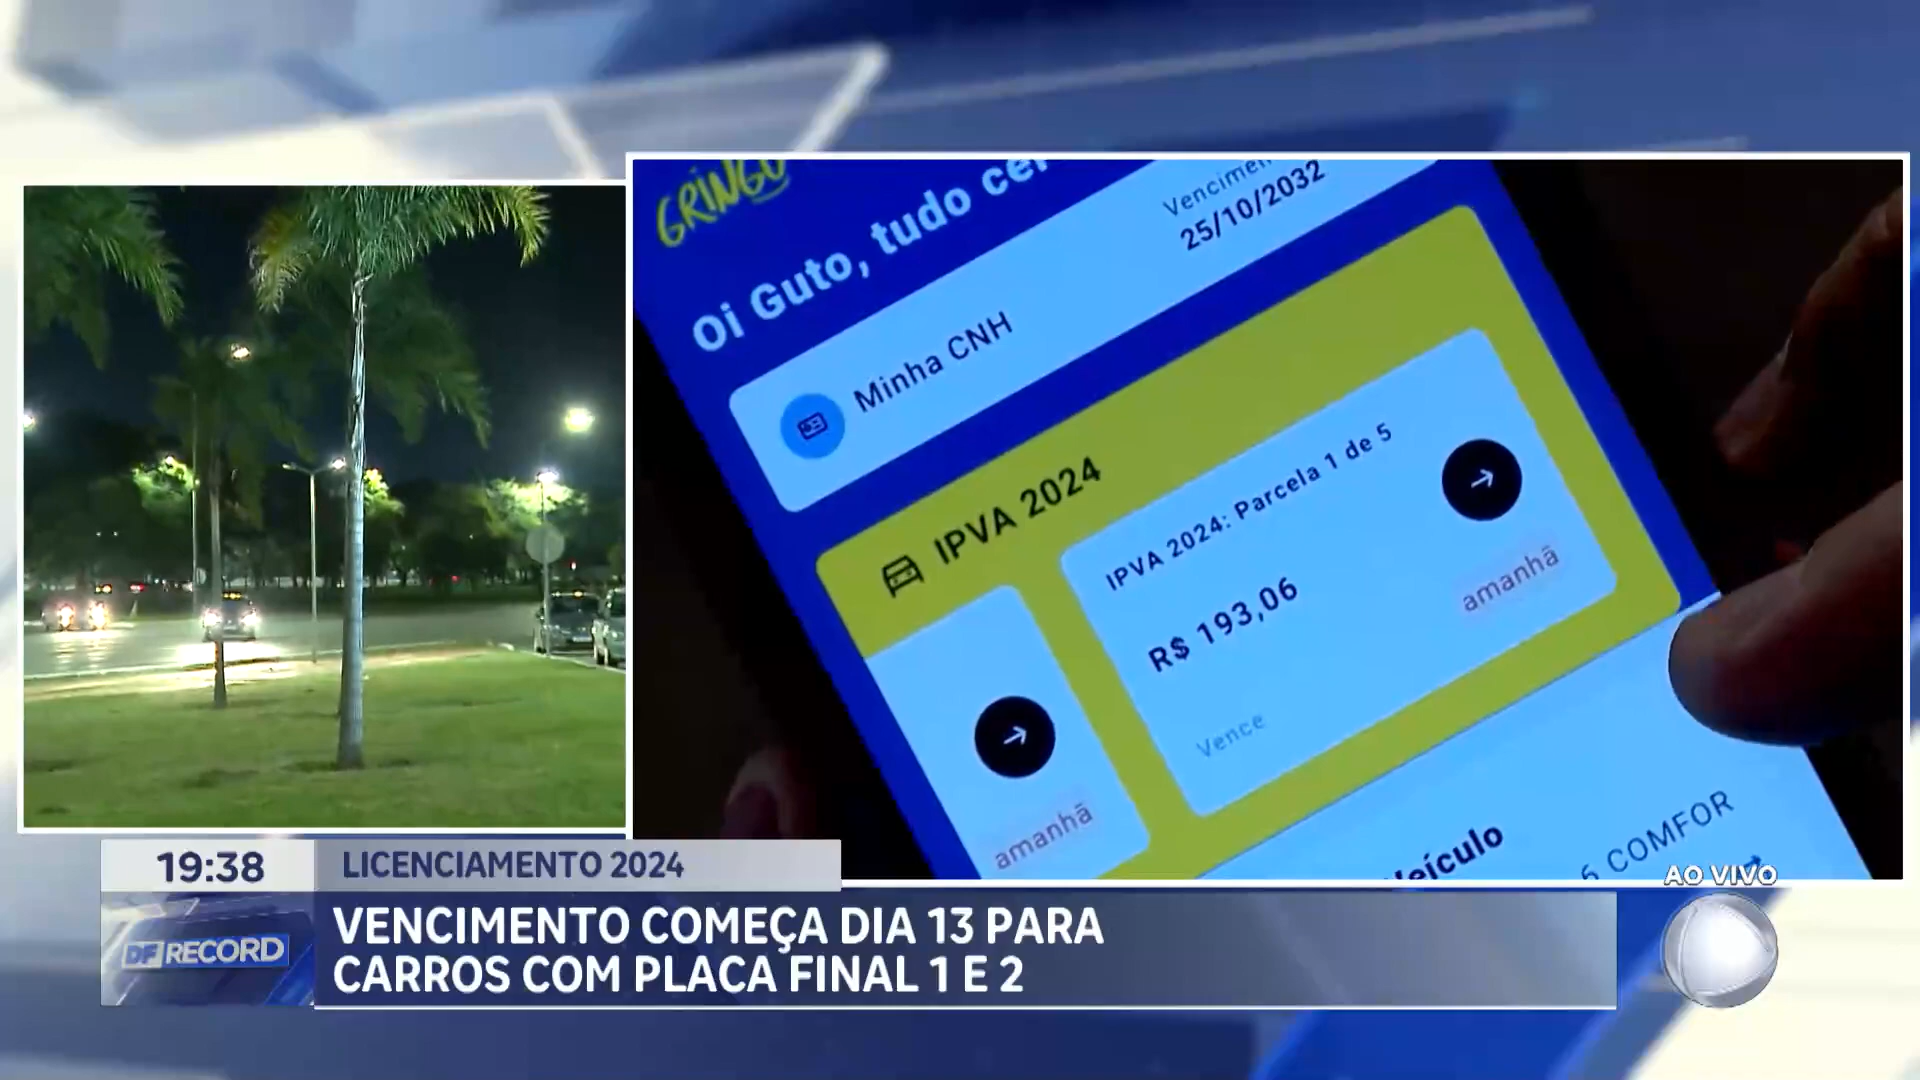 GRINGO
Oi Guto, tudo
25/10/2032
Minha CNH
IPVA 2024
IPVA 2024: Parcela 1 de 5
R$ 193,06
amanhã
Vence
amanhã
COMFOR
AO VIVO
19:38
LICENCIAMENTO 2024
DF RECORD
VENCIMENTO COMEÇA DIA 13 PARA
CARROS COM PLACA FINAL 1 E 2